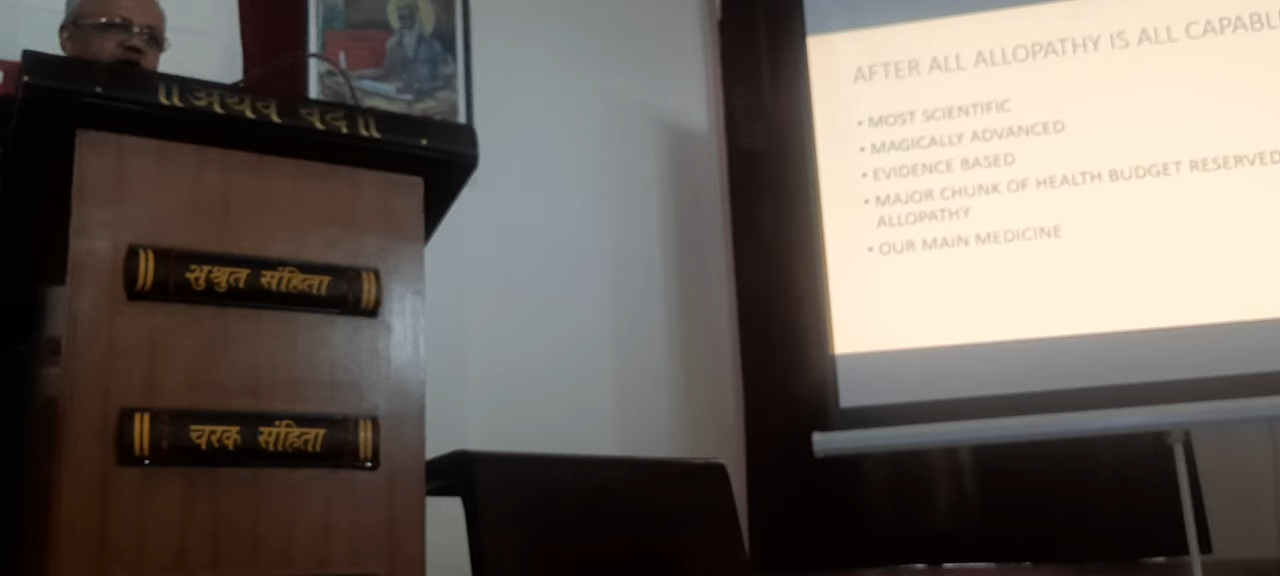 ॥अथर्व वेद॥
सुश्रुत संहिता
चरक संहिता
AFTER ALL ALLOPATHY IS ALL
• MOST SCIENTIFIC
• MAGICALLY ADVANCED
• EVIDENCE BASED
• MAJOR CHUNK OF HEALTH BUDGET RESERVED
ALLOPATHY
• OUR MAIN MEDICINE